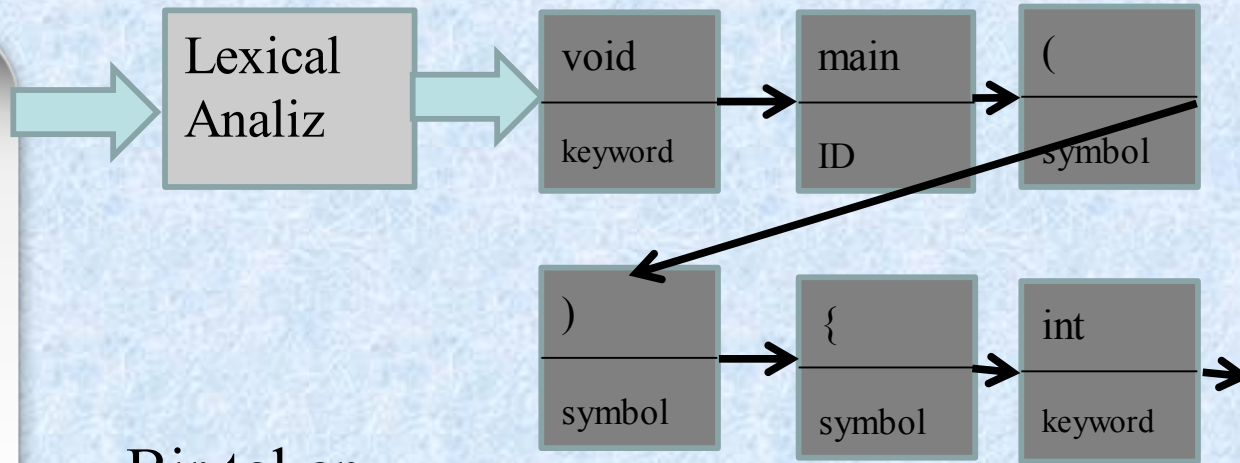 Lexical
Analiz
void
keyword
main
ID
(
symbol
)
symbol
{
symbol
int
keyword